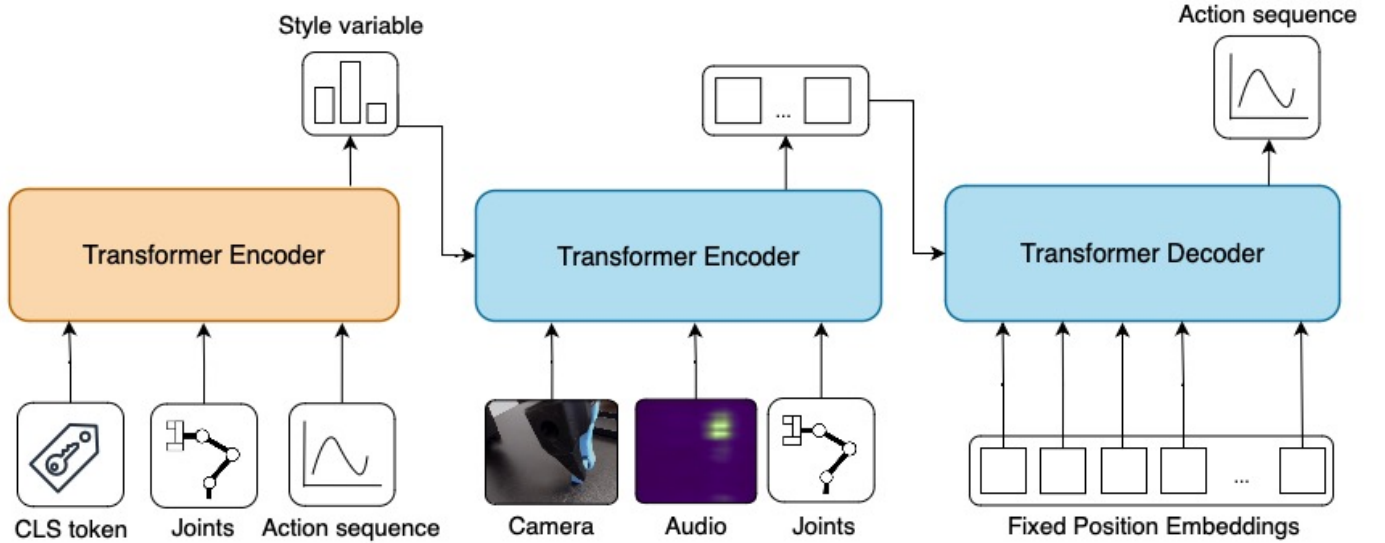 Style variable
Action sequence
...
Transformer Encoder
Transformer Encoder
Transformer Decoder
...
CLS token
Joints
Action sequence
Camera
Audio
Joints
Fixed Position Embeddings